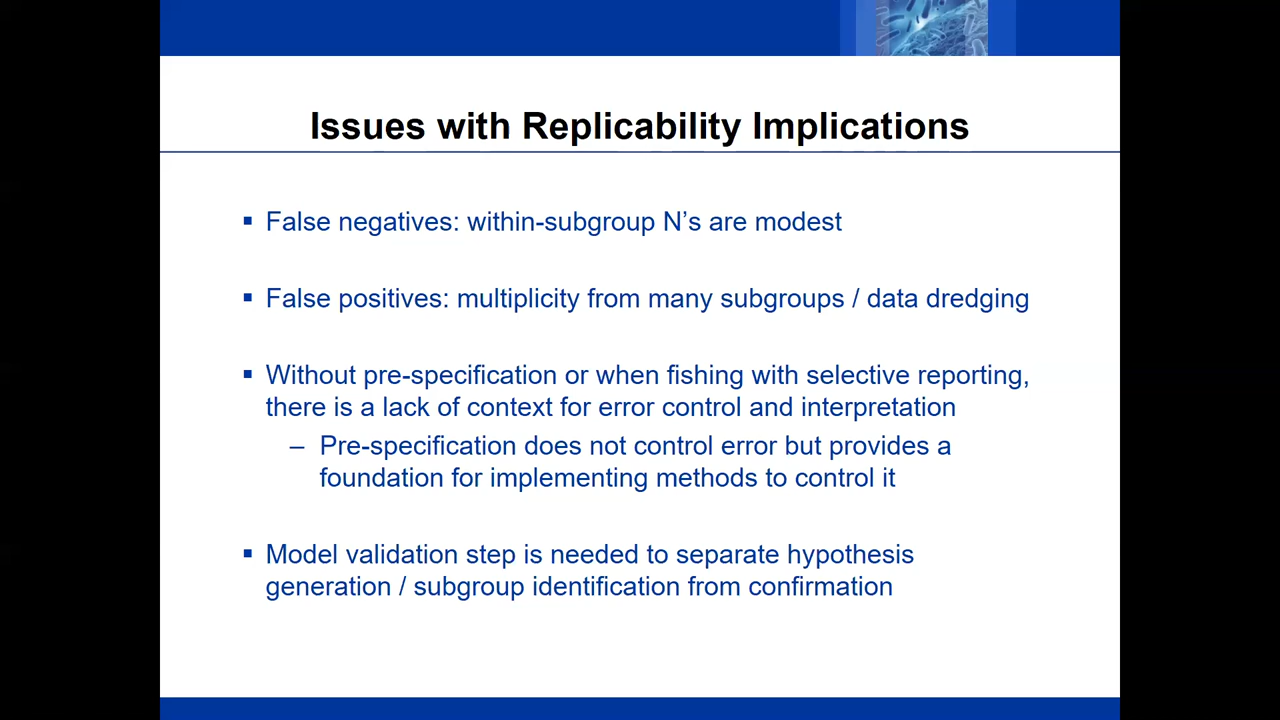 Issues with Replicability Implications
▪ False negatives: within-subgroup N’s are modest
▪ False positives: multiplicity from many subgroups / data dredging
▪ Without pre-specification or when fishing with selective reporting,
there is a lack of context for error control and interpretation
– Pre-specification does not control error but provides a
foundation for implementing methods to control it
▪ Model validation step is needed to separate hypothesis
generation / subgroup identification from confirmation